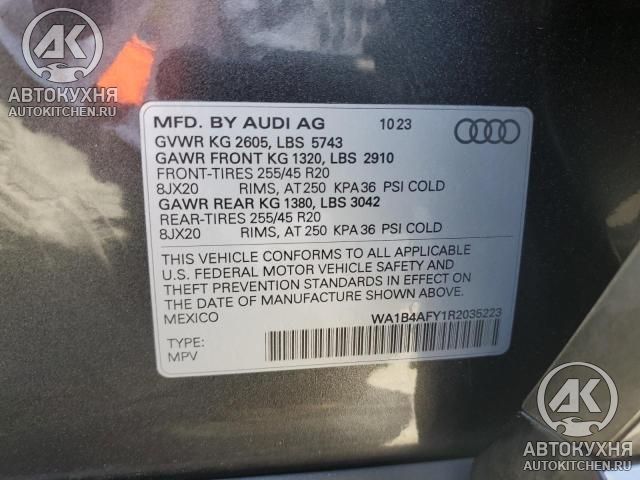 AK
АВТОКУХНЯ
AUTOKITCHEN.RU
MFD. BY AUDI AG 10 23
GVWR KG 2605, LBS 5743
GAWR FRONT KG 1320, LBS 2910
FRONT-TIRES 255/45 R20
8JX20 RIMS, AT 250 KPA 36 PSI COLD
GAWR REAR KG 1380, LBS 3042
REAR-TIRES 255/45 R20
8JX20 RIMS, AT 250 KPA 36 PSI COLD
THIS VEHICLE CONFORMS TO ALL APPLICABLE
U.S. FEDERAL MOTOR VEHICLE SAFETY AND
THEFT PREVENTION STANDARDS IN EFFECT ON
THE DATE OF MANUFACTURE SHOWN ABOVE.
MEXICO WA1B4AFY1R2035223
TYPE:
MPV
AK
АВТОКУХНЯ
AUTOKITCHEN.RU